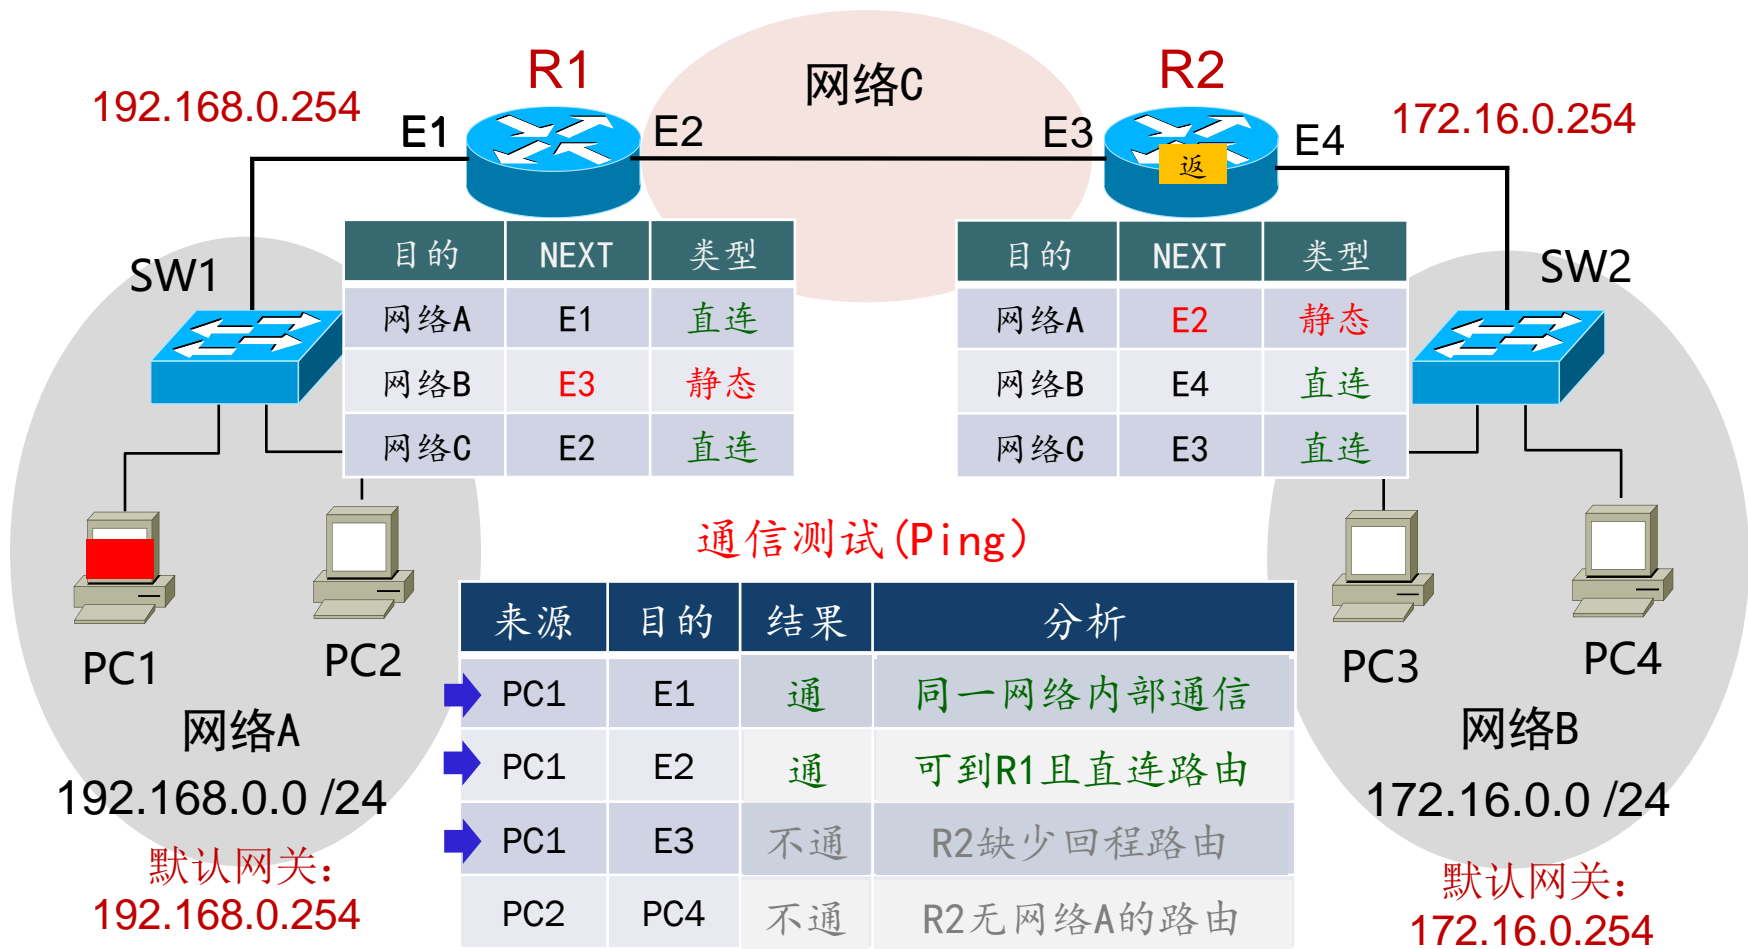 R1
网络C
R2
192.168.0.254
E1
E2
E3
E4
172.16.0.254
返
SW1
目的 NEXT 类型
网络A E1 直连
网络B E3 静态
网络C E2 直连
目的 NEXT 类型
网络A E2 静态
网络B E4 直连
网络C E3 直连
SW2
通信测试(Ping)
PC1
PC2
PC3
PC4
来源 目的 结果 分析
PC1 E1 通 同一网络内部通信
PC1 E2 通 可到R1且直连路由
PC1 E3 不通 R2缺少回程路由
PC2 PC4 不通 R2无网络A的路由
网络A
192.168.0.0 /24
默认网关:
192.168.0.254
网络B
172.16.0.0 /24
默认网关:
172.16.0.254